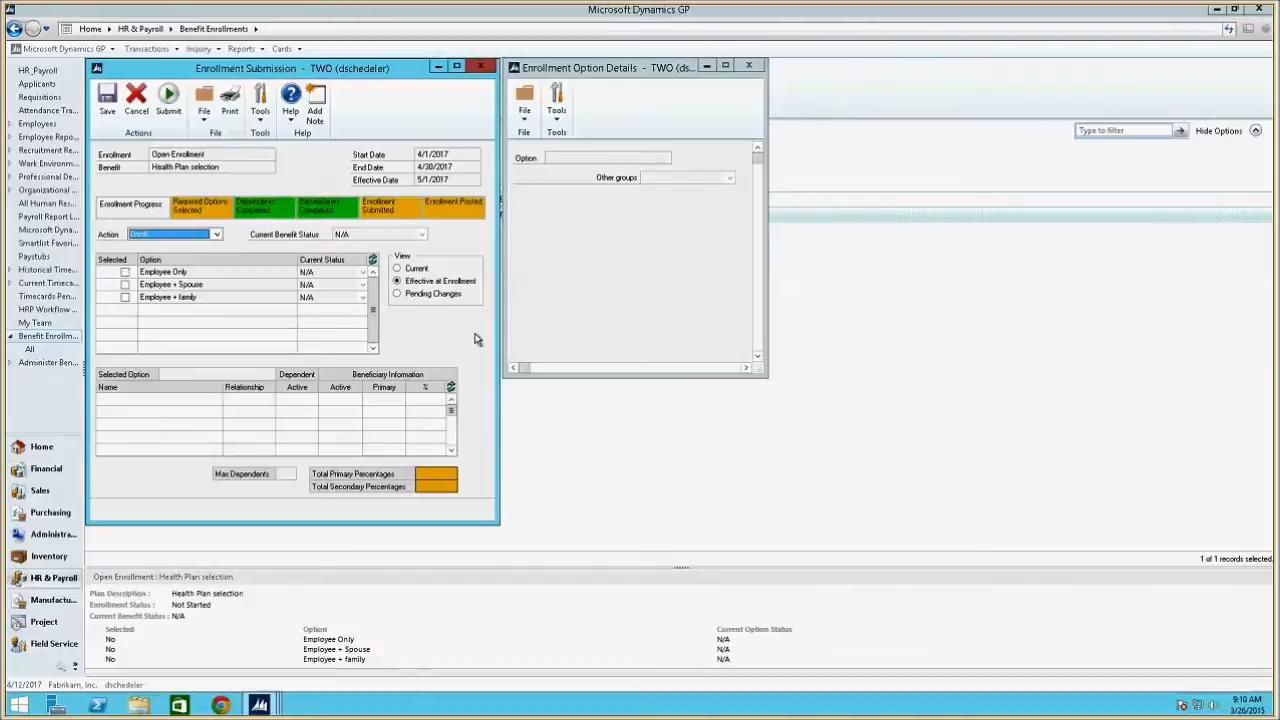 Microsoft Dynamics GP
Home
HR & Payroll
Benefit Enrollments
Microsoft Dynamics GP
Transactions
Inquiry
Reports
Cards
HR_Payroll
Applicants
Requisitions
Attendance Tra...
Employees
Employee Repo...
Recruitment Re...
Work Environm...
Professional De...
Organizational ...
All Human Res...
Payroll Report L...
Microsoft Dyna...
Smartlist Favori...
Paystubs
Historical Time...
Current Timeca...
Timecards Pen...
HRP Workflow ...
My Team
Benefit Enrollm...
All
Administer Ben...
Home
Financial
Sales
Purchasing
Administra...
Inventory
HR & Payroll
Manufactu...
Project
Field Service
Enrollment Submission - TWO (dschedeler)
Save
Cancel
Submit
File
Print
Tools
Help
Add Note
Actions
File
Tools
Help
Enrollment
Open Enrollment
Start Date
4/1/2017
Benefit
Health Plan selection
End Date
4/30/2017
Effective Date
5/1/2017
Enrollment Progress:
Required Options Selected
Dependents Completed
Beneficiaries Completed
Enrollment Submitted
Enrollment Posted
Action
Enroll
Current Benefit Status
N/A
Selected
Option
Current Status
Employee Only
N/A
Employee + Spouse
N/A
Employee + family
N/A
View
Current
Effective at Enrollment
Pending Changes
Selected Option
Dependent
Beneficiary Information
Name
Relationship
Active
Active
Primary
%
Max Dependents
Total Primary Percentages
Total Secondary Percentages
Enrollment Option Details - TWO (ds...
File
Tools
File
Tools
Option
Other groups
Type to filter
Hide Options
1 of 1 records selected.
Open Enrollment : Health Plan selection
Plan Description :
Health Plan selection
Enrollment Status :
Not Started
Current Benefit Status :
N/A
Selected
Option
Current Option Status
No
Employee Only
N/A
No
Employee + Spouse
N/A
No
Employee + family
N/A
4/12/2017
Fabrikam, Inc.
dschedeler
9:10 AM
3/26/2015